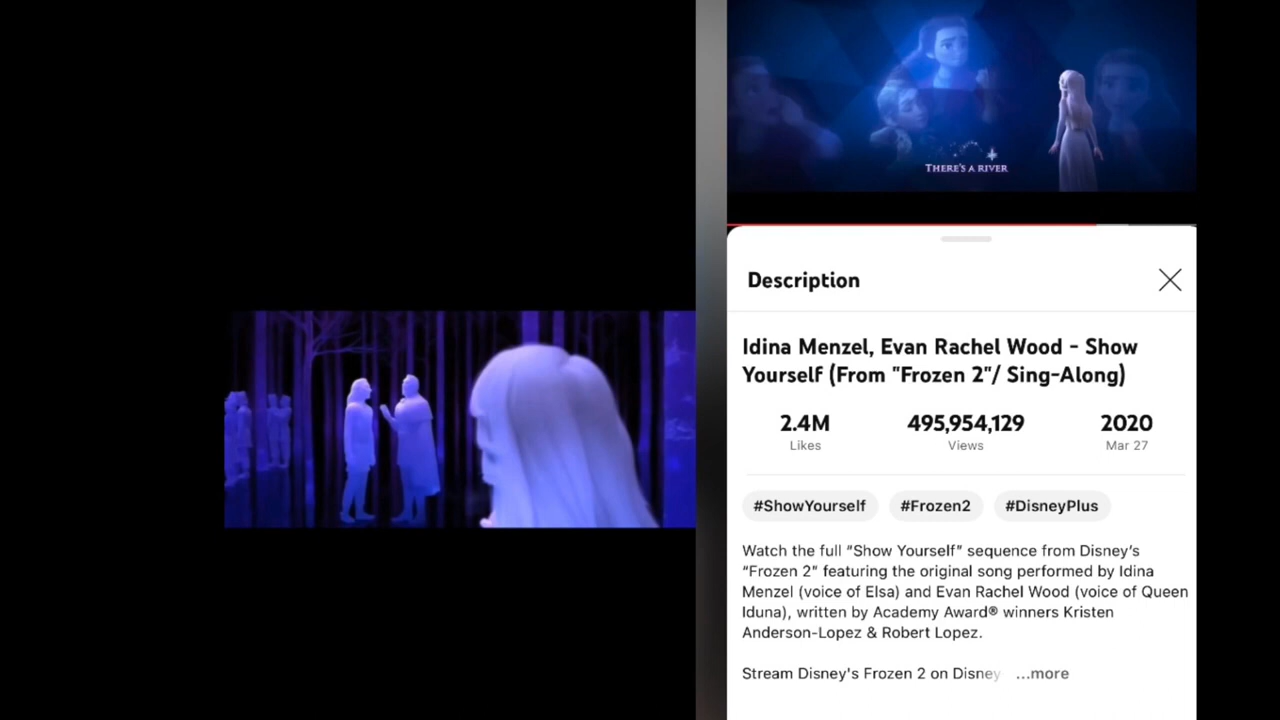 THERE'S A RIVER
Description
Idina Menzel, Evan Rachel Wood - Show
Yourself (From "Frozen 2"/ Sing-Along)
2.4M 495,954,129 2020
Likes Views Mar 27
#ShowYourself #Frozen2 #DisneyPlus
Watch the full “Show Yourself” sequence from Disney’s
“Frozen 2” featuring the original song performed by Idina
Menzel (voice of Elsa) and Evan Rachel Wood (voice of Queen
Iduna), written by Academy Award® winners Kristen
Anderson-Lopez & Robert Lopez.
Stream Disney's Frozen 2 on Disney ...more